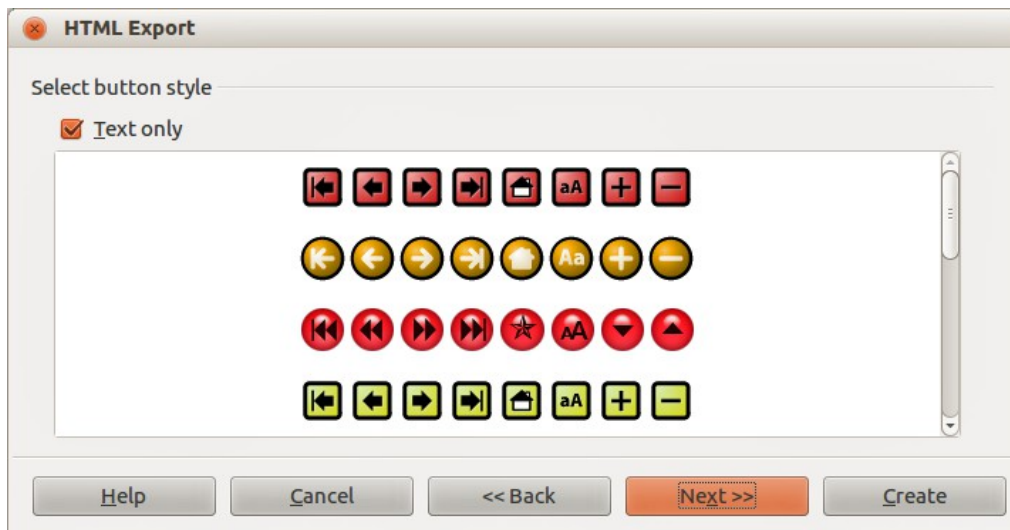 HTML Export
Select button style
Text only
aA
Aa
AA
aA
Help
Cancel
<< Back
Next >>
Create